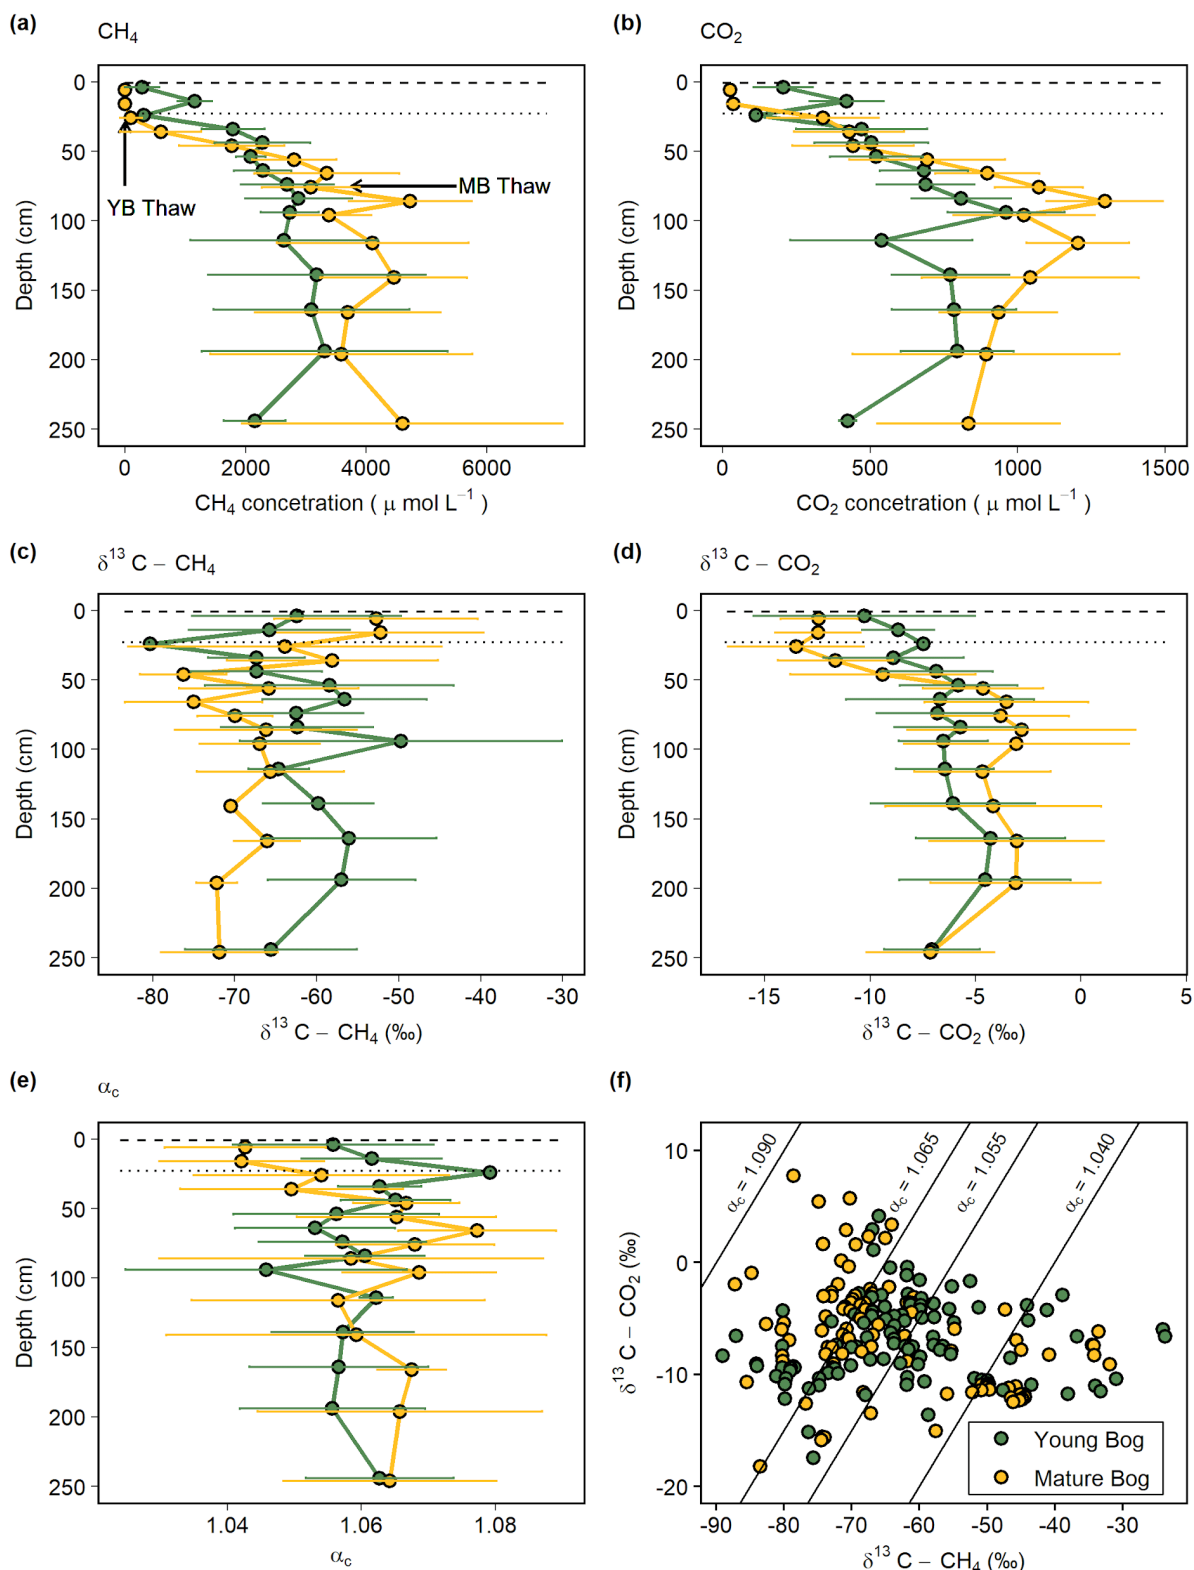 (a)
CH4
0
50
100
150
200
250
Depth (cm)
YB Thaw
MB Thaw
0
2000
4000
6000
CH4 concetration ( μ mol L−1)
(b)
CO2
0
50
100
150
200
250
Depth (cm)
0
500
1000
1500
CO2 concetration ( μ mol L−1)
(c)
δ13 C − CH4
0
50
100
150
200
250
Depth (cm)
-80
-70
-60
-50
-40
-30
δ13 C − CH4 (‰)
(d)
δ13 C − CO2
0
50
100
150
200
250
Depth (cm)
-15
-10
-5
0
5
δ13 C − CO2 (‰)
(e)
αc
0
50
100
150
200
250
Depth (cm)
1.04
1.06
1.08
αc
(f)
10
0
-10
-20
δ13 C − CO2 (‰)
αc = 1.090
αc = 1.065
αc = 1.055
αc = 1.040
Young Bog
Mature Bog
-90
-80
-70
-60
-50
-40
-30
δ13 C − CH4 (‰)